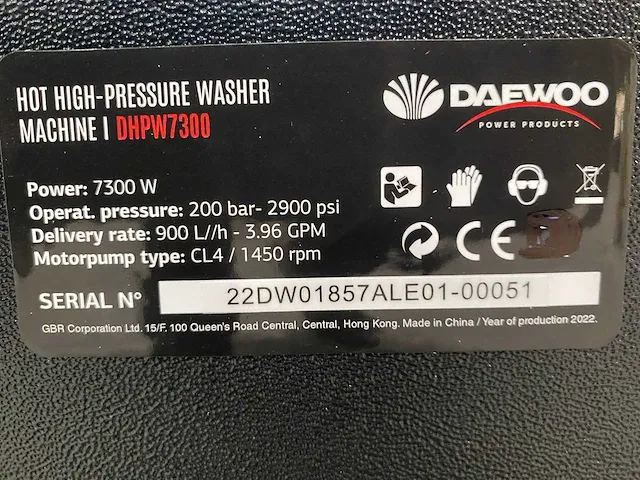 HOT HIGH-PRESSURE WASHER
MACHINE | DHPW7300
DAEWOO
POWER PRODUCTS
Power: 7300 W
Operat. pressure: 200 bar- 2900 psi
Delivery rate: 900 L//h - 3.96 GPM
Motorpump type: CL4 / 1450 rpm
CE
SERIAL Nº 22DW01857ALE01-00051
GBR Corporation Ltd. 15/F. 100 Queen's Road Central, Central, Hong Kong. Made in China / Year of production 2022.